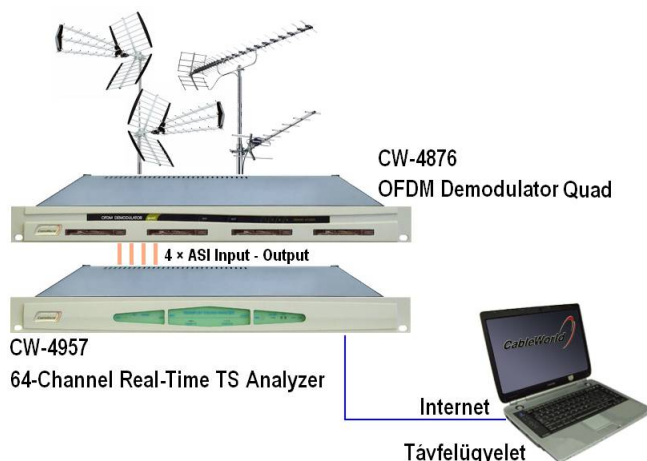 CW-4876
OFDM Demodulator Quad
OFDM DEMODULATOR
4 × ASI Input - Output
CW-4957
64-Channel Real-Time TS Analyzer
CableWorld
Internet
Távfelügyelet